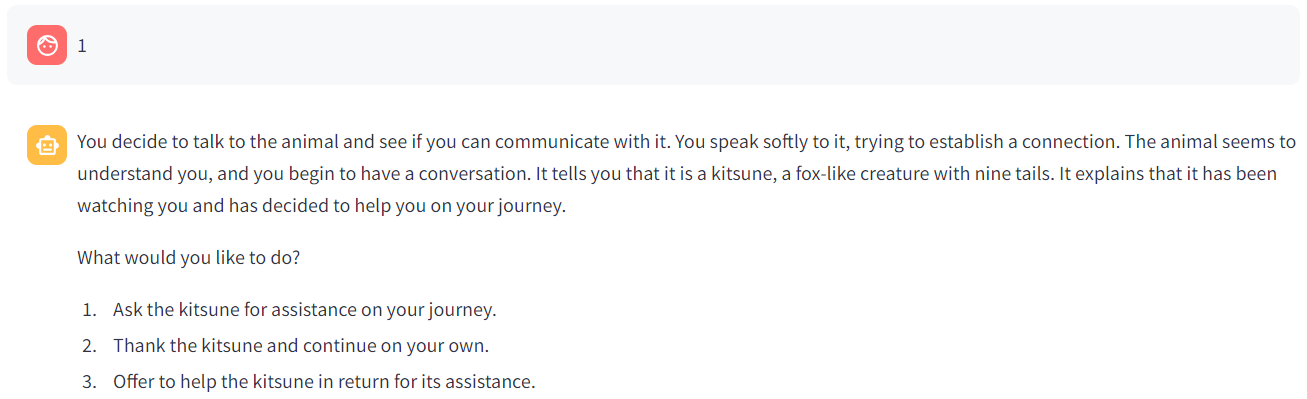 1
You decide to talk to the animal and see if you can communicate with it. You speak softly to it, trying to establish a connection. The animal seems to
understand you, and you begin to have a conversation. It tells you that it is a kitsune, a fox-like creature with nine tails. It explains that it has been
watching you and has decided to help you on your journey.
What would you like to do?
1. Ask the kitsune for assistance on your journey.
2. Thank the kitsune and continue on your own.
3. Offer to help the kitsune in return for its assistance.